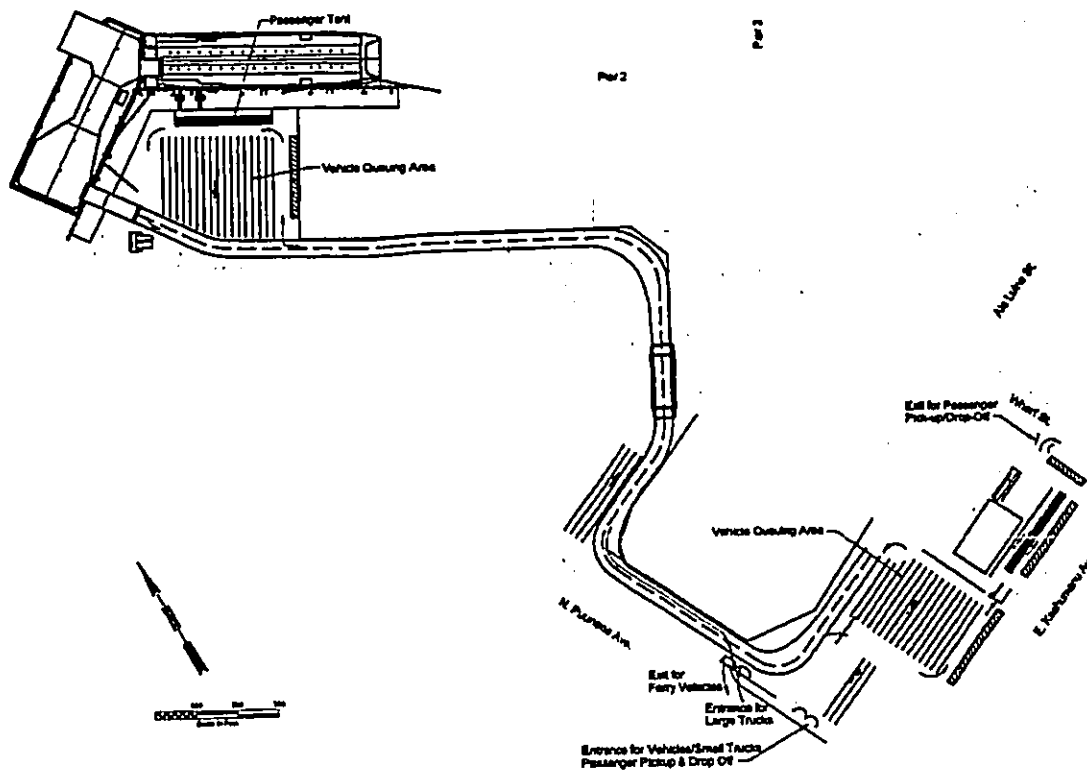 Passenger Tent
Pier 3
Pier 2
Vehicle Queuing Area
Ala Luina St.
Exit for Passenger
Pick-up/Drop-Off
Wharf St.
Vehicle Queuing Area
E. Kaahumanu
N. Puunene Ave.
Exit for
Ferry Vehicles
Entrance for
Large Trucks
Entrance for Vehicles/Small Trucks
Passenger Pickup & Drop Off